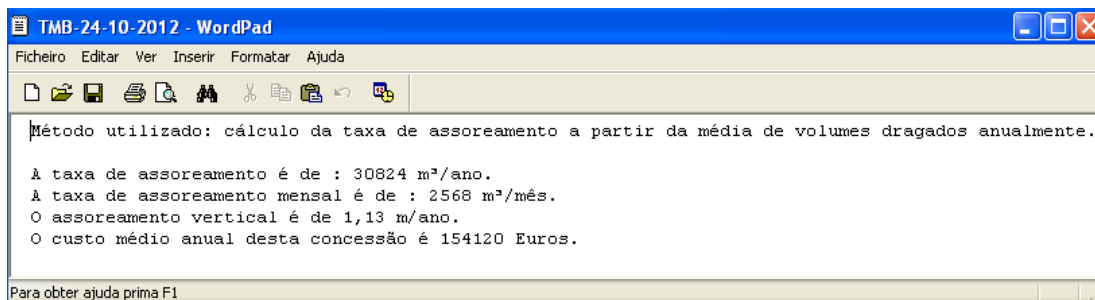 TMB-24-10-2012 - WordPad
Ficheiro Editar Ver Inserir Formatar Ajuda
Método utilizado: cálculo da taxa de assoreamento a partir da média de volumes dragados anualmente.
A taxa de assoreamento é de : 30824 m³/ano.
A taxa de assoreamento mensal é de : 2568 m³/mês.
O assoreamento vertical é de 1,13 m/ano.
O custo médio anual desta concessão é 154120 Euros.
Para obter ajuda prima F1